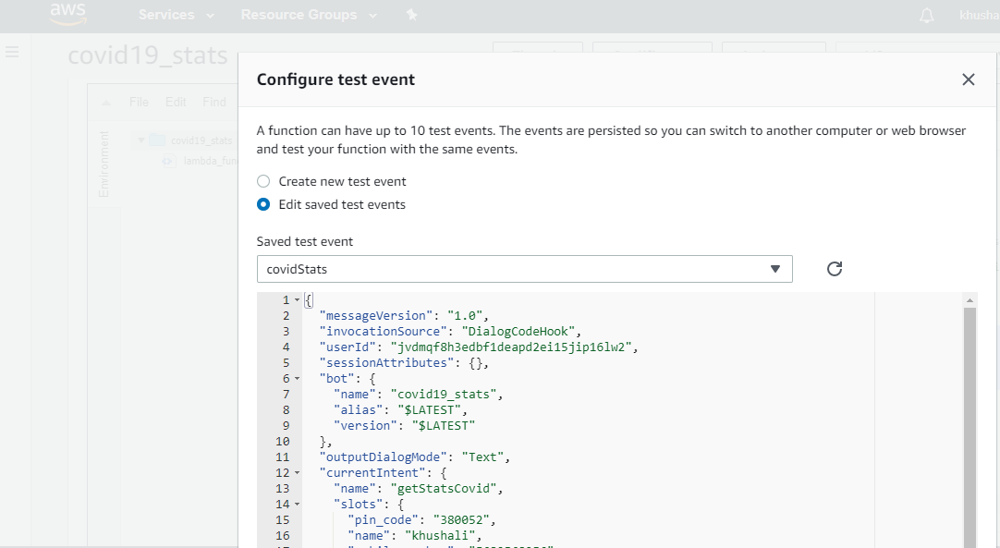 aws
Services
Resource Groups
khusha
covid19_stats
Configure test event
File Edit Find
A function can have up to 10 test events. The events are persisted so you can switch to another computer or web browser
and test your function with the same events.
Environment
covid19_stats
lambda_fun
Create new test event
Edit saved test events
Saved test event
covidStats
1 {
2 "messageVersion": "1.0",
3 "invocationSource": "DialogCodeHook",
4 "userId": "jvdmqf8h3edbf1deapd2ei15jip16lw2",
5 "sessionAttributes": {},
6 "bot": {
7 "name": "covid19_stats",
8 "alias": "$LATEST",
9 "version": "$LATEST"
10 },
11 "outputDialogMode": "Text",
12 "currentIntent": {
13 "name": "getStatsCovid",
14 "slots": {
15 "pin_code": "380052",
16 "name": "khushali",